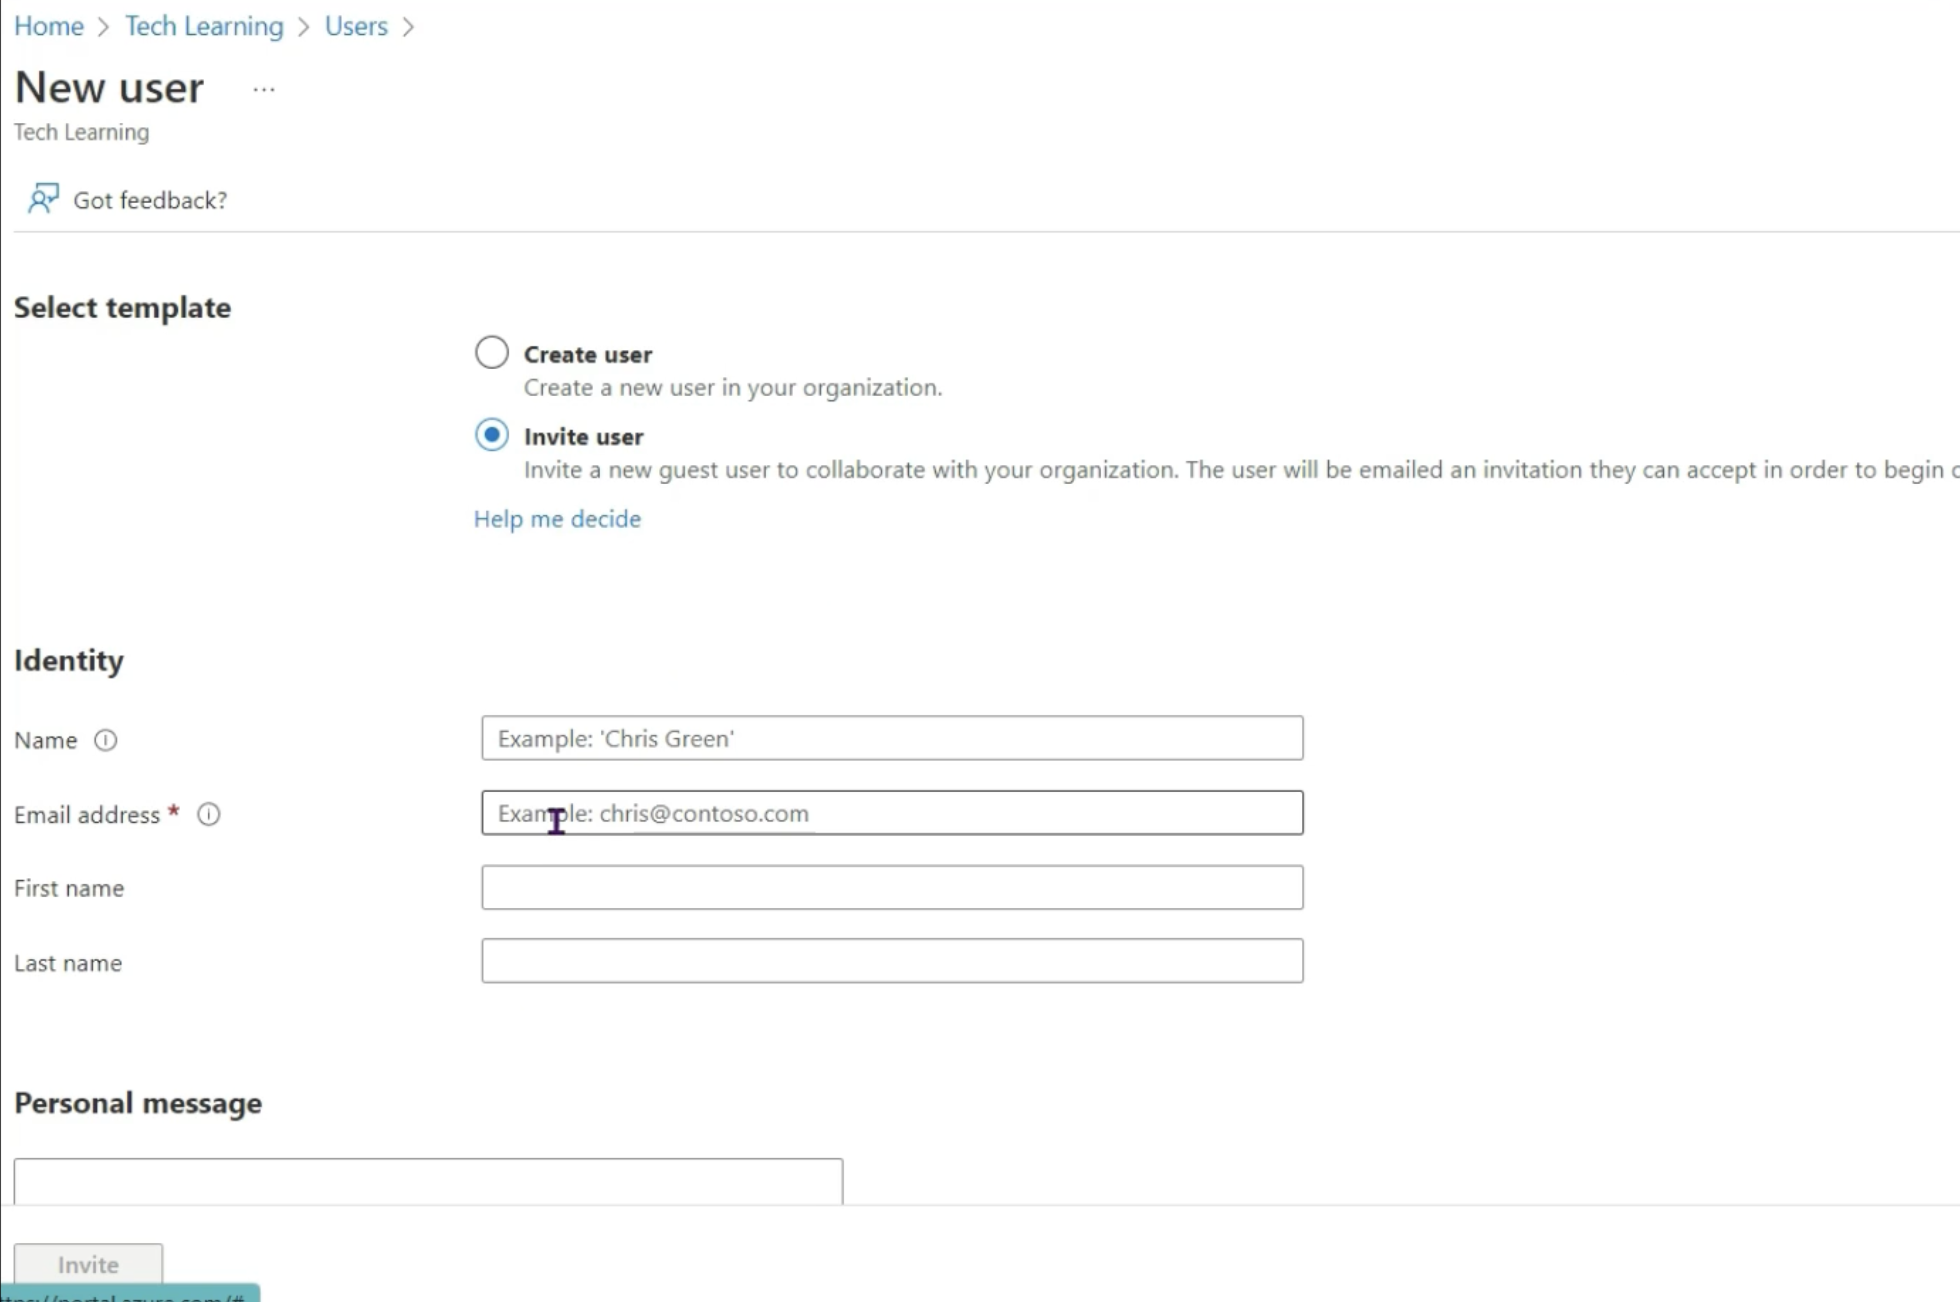 Home > Tech Learning > Users >
New user ...
Tech Learning
Got feedback?
Select template
Create user
Create a new user in your organization.
Invite user
Invite a new guest user to collaborate with your organization. The user will be emailed an invitation they can accept in order to begin
Help me decide
Identity
Name
Example: 'Chris Green'
Email address *
Example: chris@contoso.com
First name
Last name
Personal message
Invite